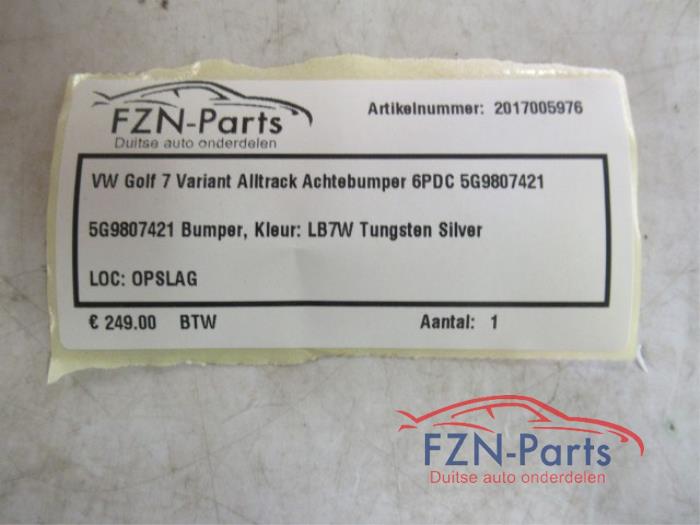 FZN-Parts
Duitse auto onderdelen
Artikelnummer: 2017005976
VW Golf 7 Variant Alltrack Achtebumper 6PDC 5G9807421
5G9807421 Bumper, Kleur: LB7W Tungsten Silver
LOC: OPSLAG
€ 249.00 BTW
Aantal: 1
FZN-Parts
Duitse auto onderdelen